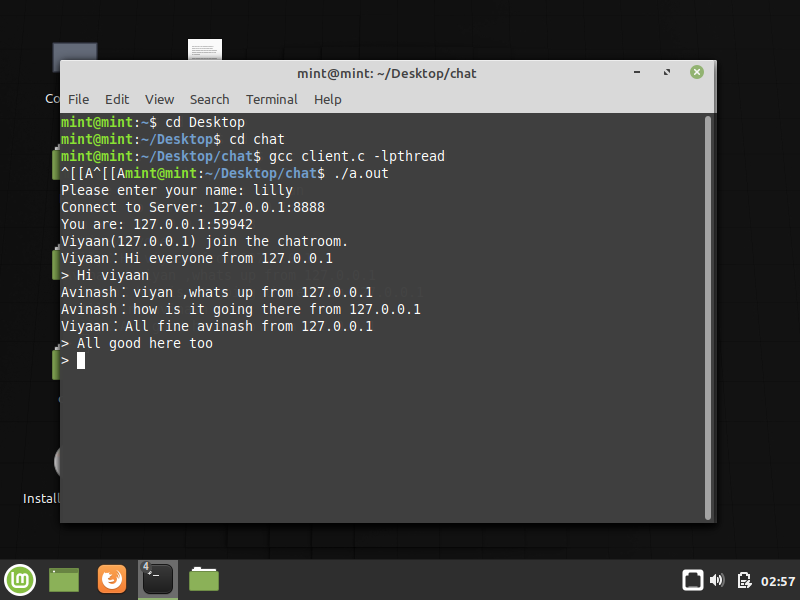 mint@mint: ~/Desktop/chat
Co
File Edit View Search Terminal Help
mint@mint:~$ cd Desktop
mint@mint:~/Desktop$ cd chat
mint@mint:~/Desktop/chat$ gcc client.c -lpthread
^[[A^[[Amint@mint:~/Desktop/chat$ ./a.out
Please enter your name: lilly
Connect to Server: 127.0.0.1:8888
You are: 127.0.0.1:59942
Viyaan(127.0.0.1) join the chatroom.
Viyaan：Hi everyone from 127.0.0.1
> Hi viyaan
Avinash：viyan ,whats up from 127.0.0.1
Avinash：how is it going there from 127.0.0.1
Viyaan：All fine avinash from 127.0.0.1
> All good here too
>
Install
4
02:57